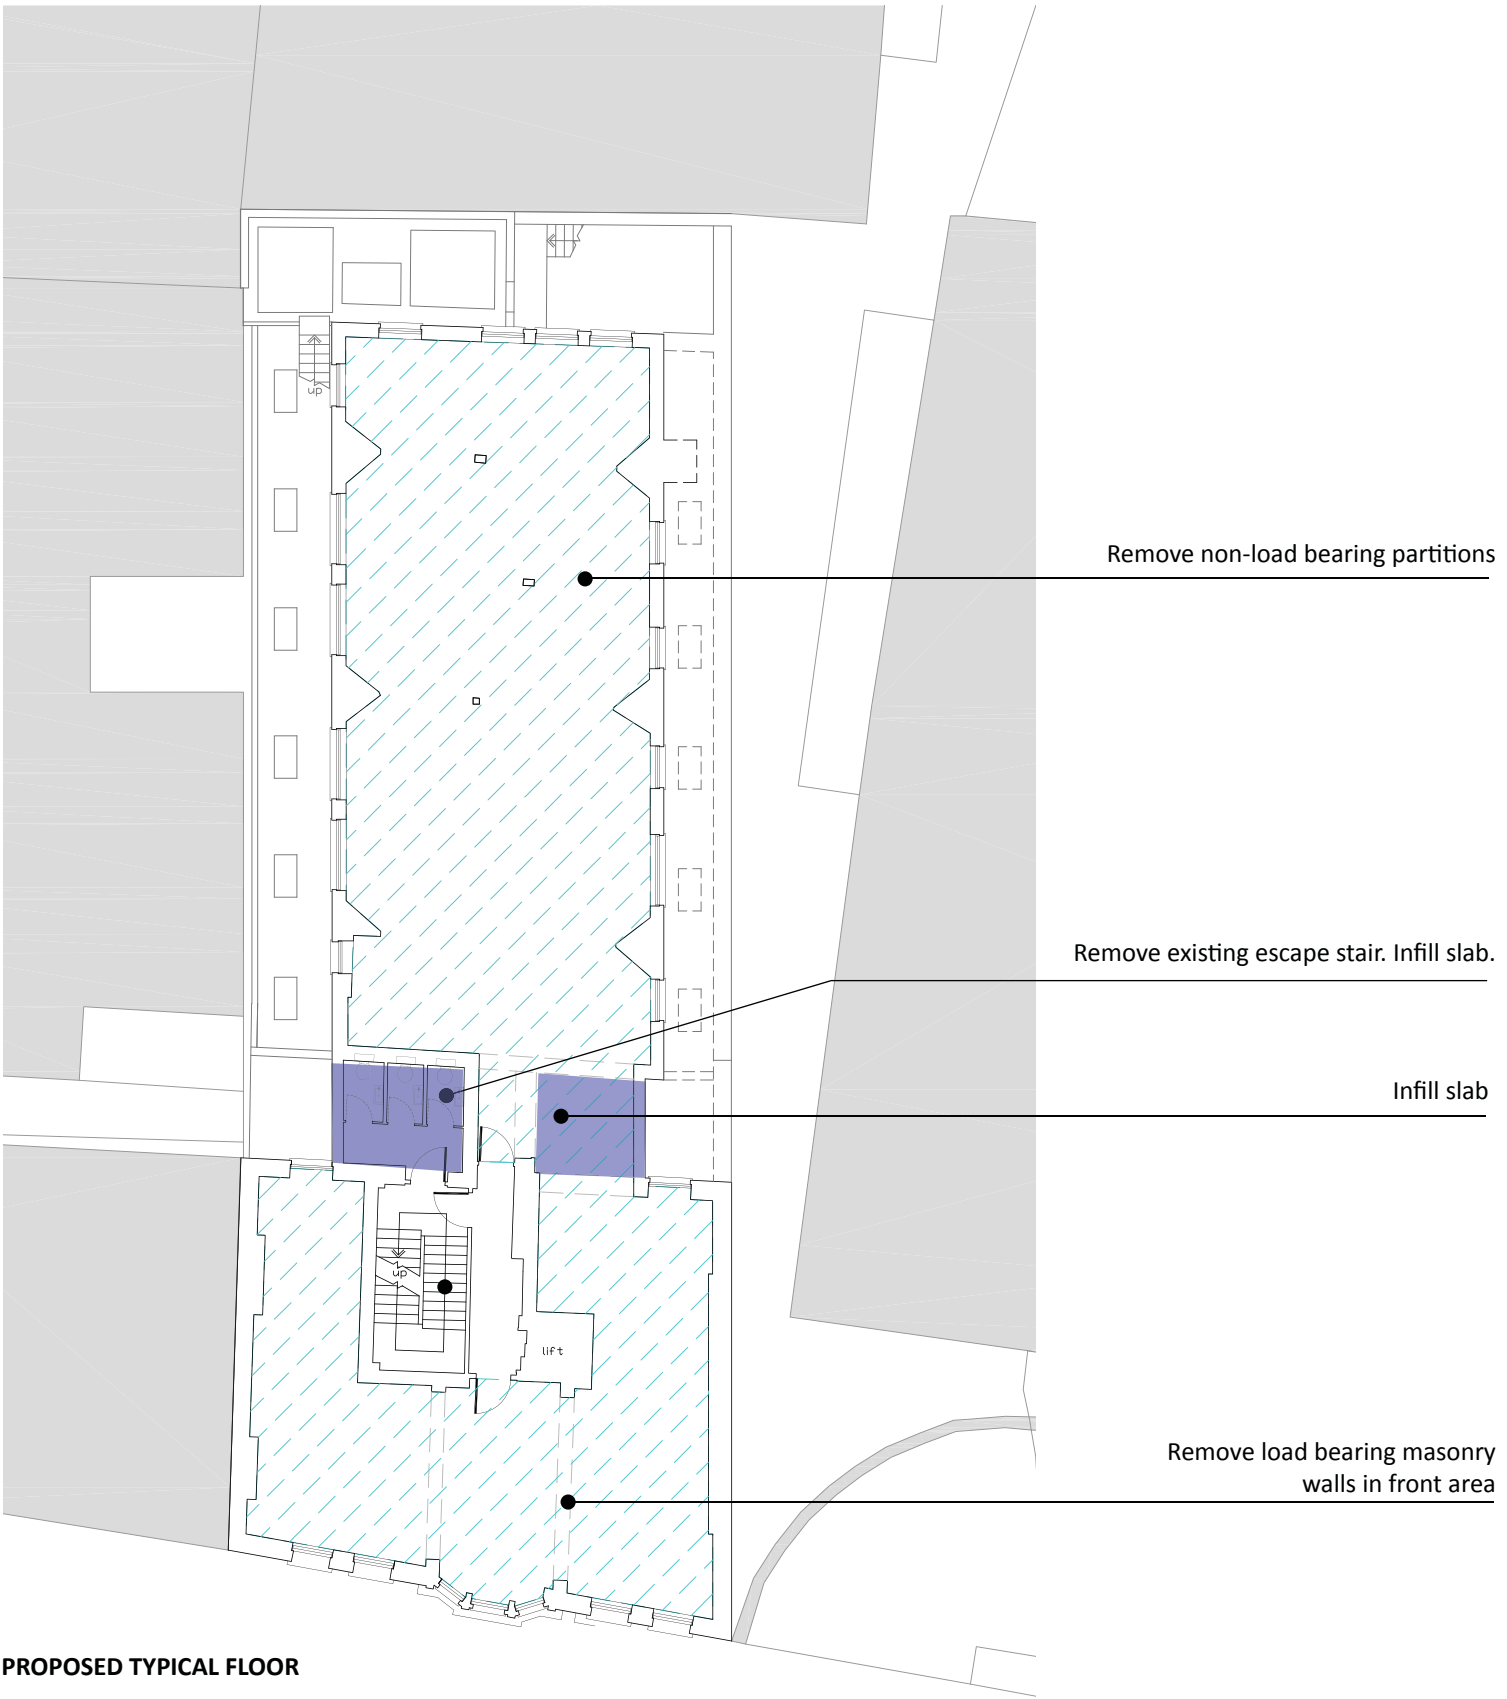 up
Remove non-load bearing partitions
Remove existing escape stair. Infill slab.
Infill slab
up
lift
Remove load bearing masonry
walls in front area
PROPOSED TYPICAL FLOOR